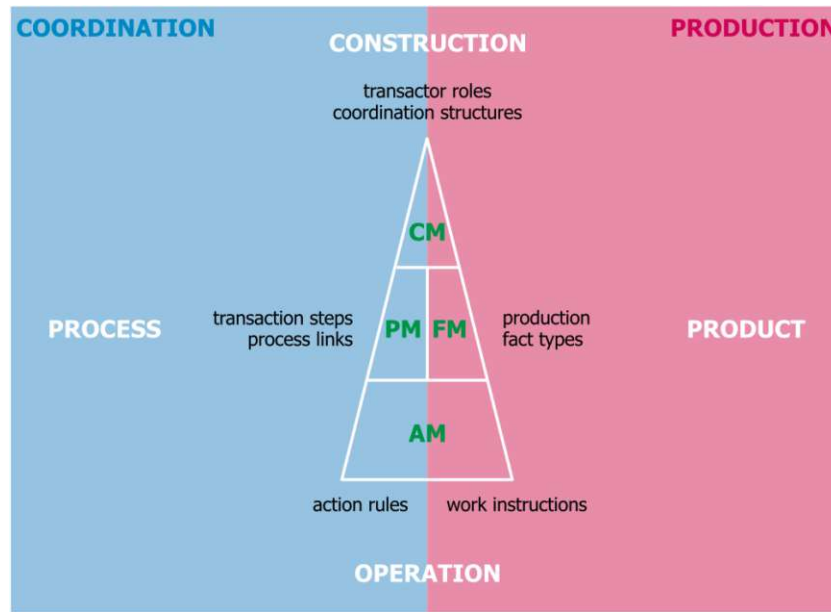 COORDINATION
CONSTRUCTION
PRODUCTION
transactor roles
coordination structures
CM
PROCESS
transaction steps
process links
PM
FM
production
fact types
PRODUCT
AM
action rules
work instructions
OPERATION